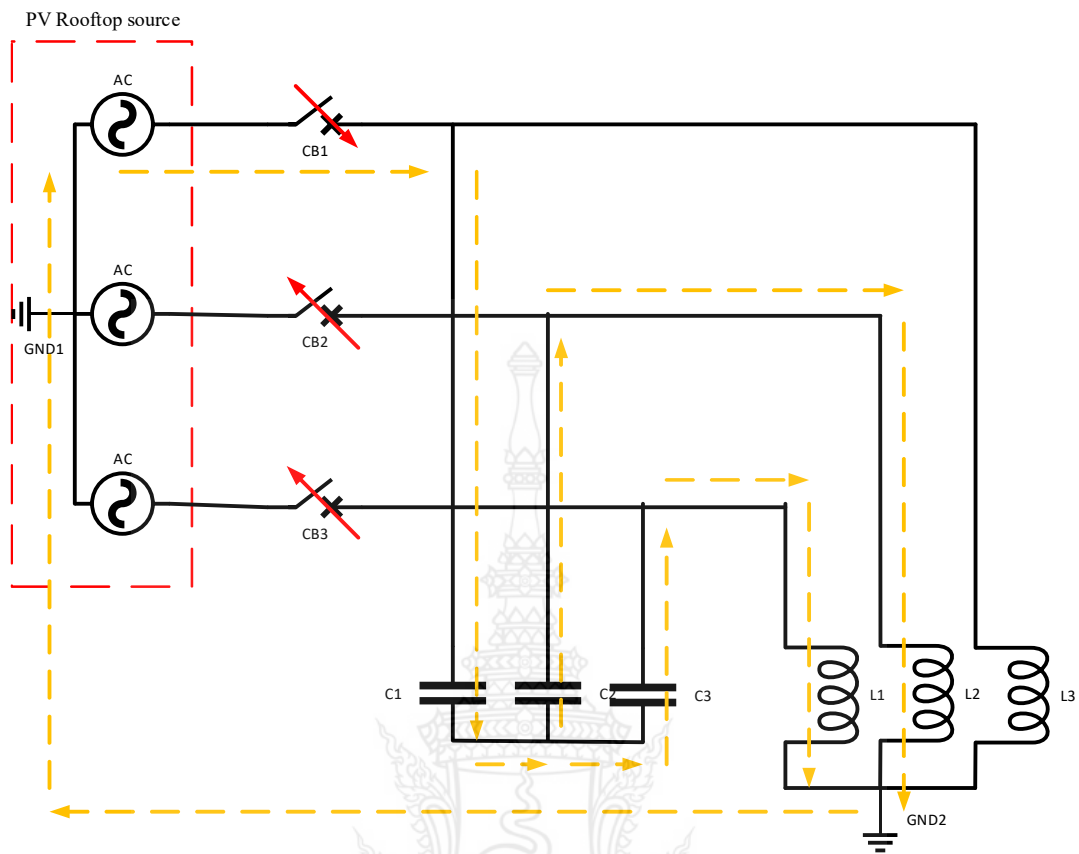 PV Rooftop source
AC
CB1
AC
GND1
CB2
AC
CB3
C1
C2
C3
L1
L2
L3
GND2